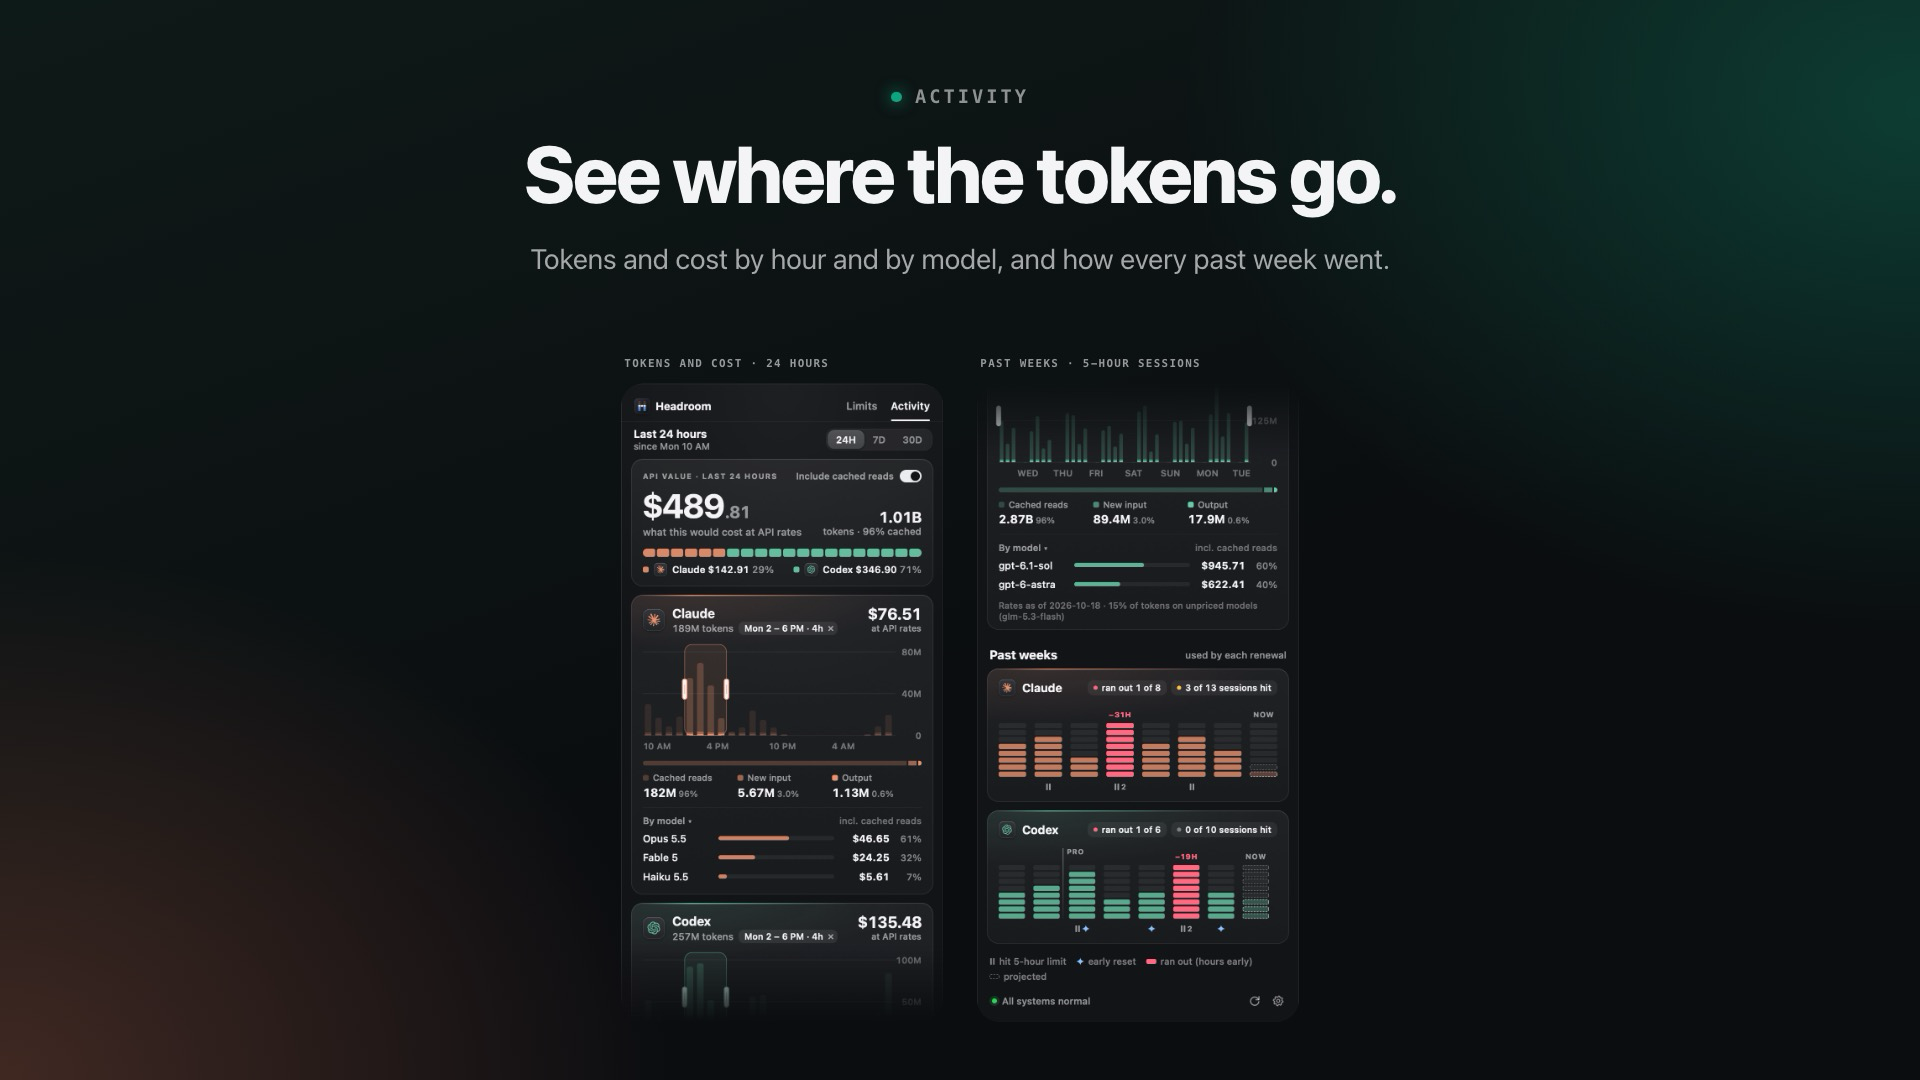 ACTIVITY
See where the tokens go.
Tokens and cost by hour and by model, and how every past week went.
TOKENS AND COST · 24 HOURS
Headroom Limits Activity
Last 24 hours
since Mon 10 AM
24H 7D 30D
API VALUE · LAST 24 HOURS Include cached reads
$489.81
what this would cost at API rates
1.01B
tokens · 96% cached
Claude $142.91 29% Codex $346.90 71%
Claude $76.51
189M tokens Mon 2 – 6 PM · 4h × at API rates
80M
40M
0
10 AM 4 PM 10 PM 4 AM
Cached reads New input Output
182M 96% 5.67M 3.0% 1.13M 0.6%
By model incl. cached reads
Opus 5.5 $46.65 61%
Fable 5 $24.25 32%
Haiku 5.5 $5.61 7%
Codex $135.48
257M tokens Mon 2 – 6 PM · 4h × at API rates
100M
50M
PAST WEEKS · 5-HOUR SESSIONS
125M
0
WED THU FRI SAT SUN MON TUE
Cached reads New input Output
2.87B 96% 89.4M 3.0% 17.9M 0.6%
By model incl. cached reads
gpt-6.1-sol $945.71 60%
gpt-6-astra $622.41 40%
Rates as of 2026-10-18 · 15% of tokens on unpriced models
(glm-5.3-flash)
Past weeks used by each renewal
Claude ran out 1 of 8 3 of 13 sessions hit
–31H NOW
2
Codex ran out 1 of 6 0 of 10 sessions hit
PRO –19H NOW
2
hit 5-hour limit early reset ran out (hours early)
projected
All systems normal